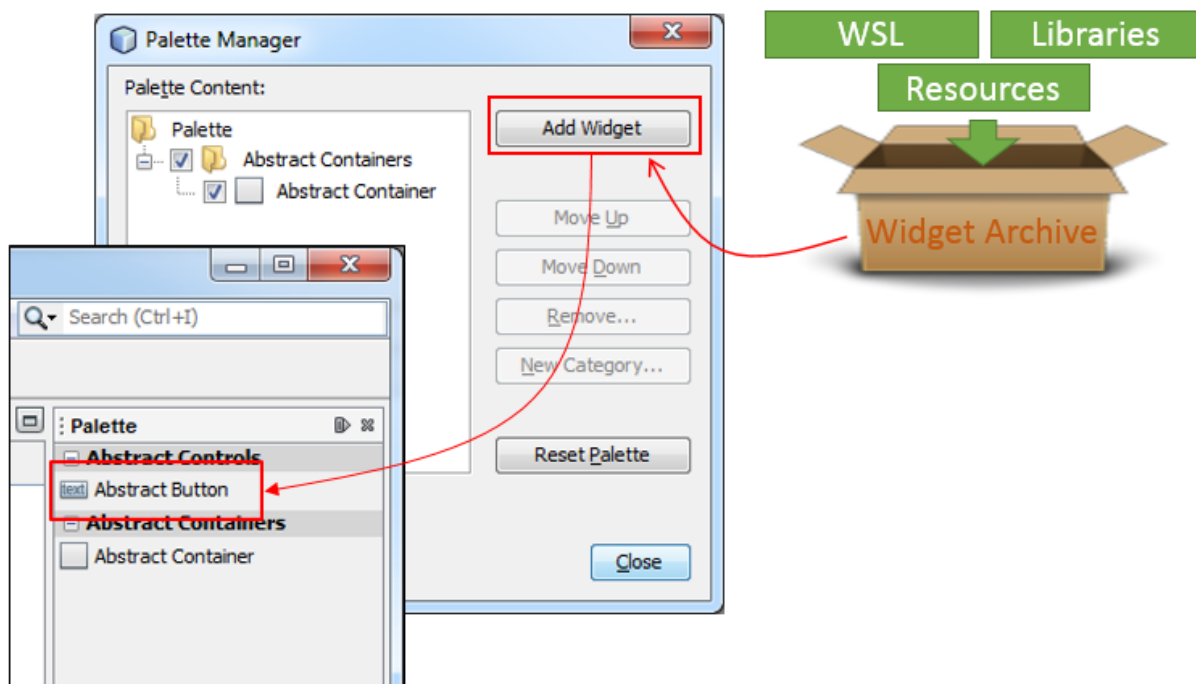 Palette Manager
Palette Content:
Palette
Abstract Containers
Abstract Container
Add Widget
Move Up
Move Down
Remove...
New Category...
Reset Palette
Close
Search (Ctrl+I)
Palette
Abstract Controls
text Abstract Button
Abstract Containers
Abstract Container
WSL
Libraries
Resources
Widget Archive